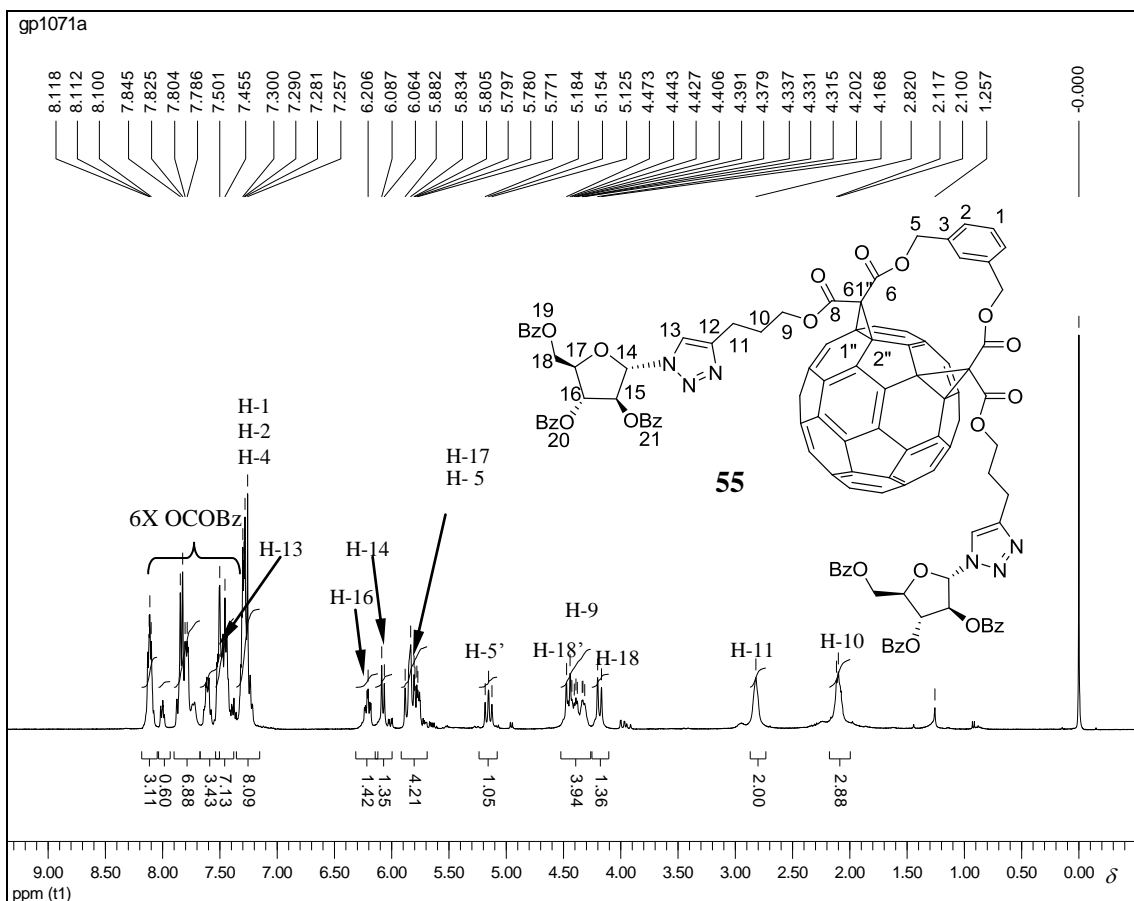 gp1071a
8.118
8.112
8.100
7.845
7.825
7.804
7.786
7.501
7.455
7.300
7.290
7.281
7.257
6.206
6.087
6.064
5.882
5.834
5.805
5.797
5.780
5.771
5.184
5.154
5.125
4.473
4.443
4.427
4.406
4.391
4.379
4.337
4.331
4.315
4.202
4.168
2.820
2.117
2.100
1.257
-0.000
5 3 2 1
O O O
O
61" 6
8 O
10 9
19 BzO 13 12 11
18 17 O 14
N N N
16 15
BzO OBz
20 21
1" 2"
O
O
O
O
55
N N N
BzO O
BzO OBz
H-1
H-2
H-4
6X OCOBz
H-13
H-16
H-14
H-17
H- 5
H-5'
H-9
H-18'
H-18
H-11
H-10
3.11
0.60
6.88
3.43
7.13
8.09
1.42
1.35
4.21
1.05
3.94
1.36
2.00
2.88
9.00 8.50 8.00 7.50 7.00 6.50 6.00 5.50 5.00 4.50 4.00 3.50 3.00 2.50 2.00 1.50 1.00 0.50 0.00 δ
ppm (t1)